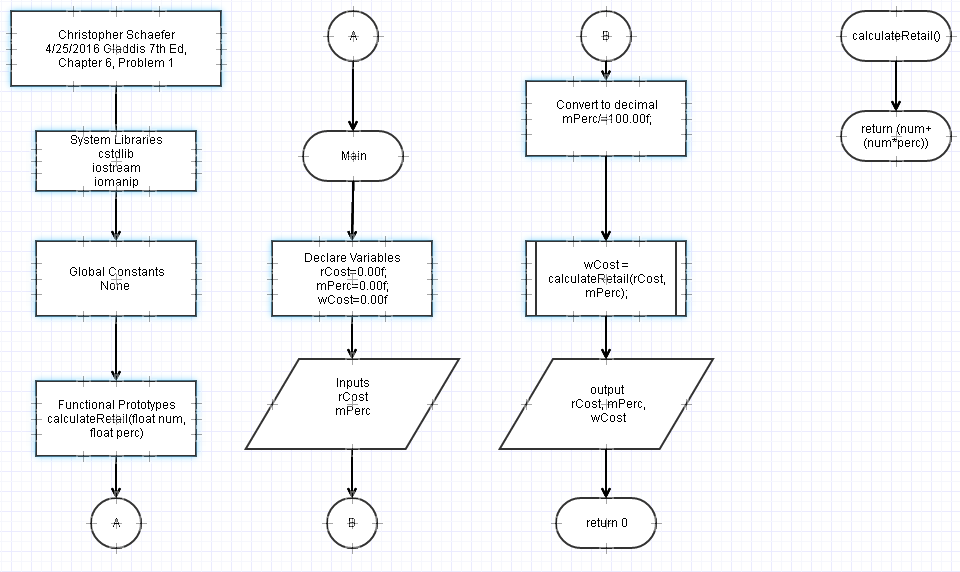 Christopher Schaefer
4/25/2016 Gladdis 7th Ed,
Chapter 6, Problem 1
System Libraries
cstdlib
iostream
iomanip
Global Constants
None
Functional Prototypes
calculateRetail(float num,
float perc)
A
A
Main
Declare Variables
rCost=0.00f;
mPerc=0.00f;
wCost=0.00f
Inputs
rCost
mPerc
B
B
Convert to decimal
mPerc/=100.00f;
wCost =
calculateRetail(rCost,
mPerc);
output
rCost, mPerc,
wCost
return 0
calculateRetail()
return (num+
(num*perc))